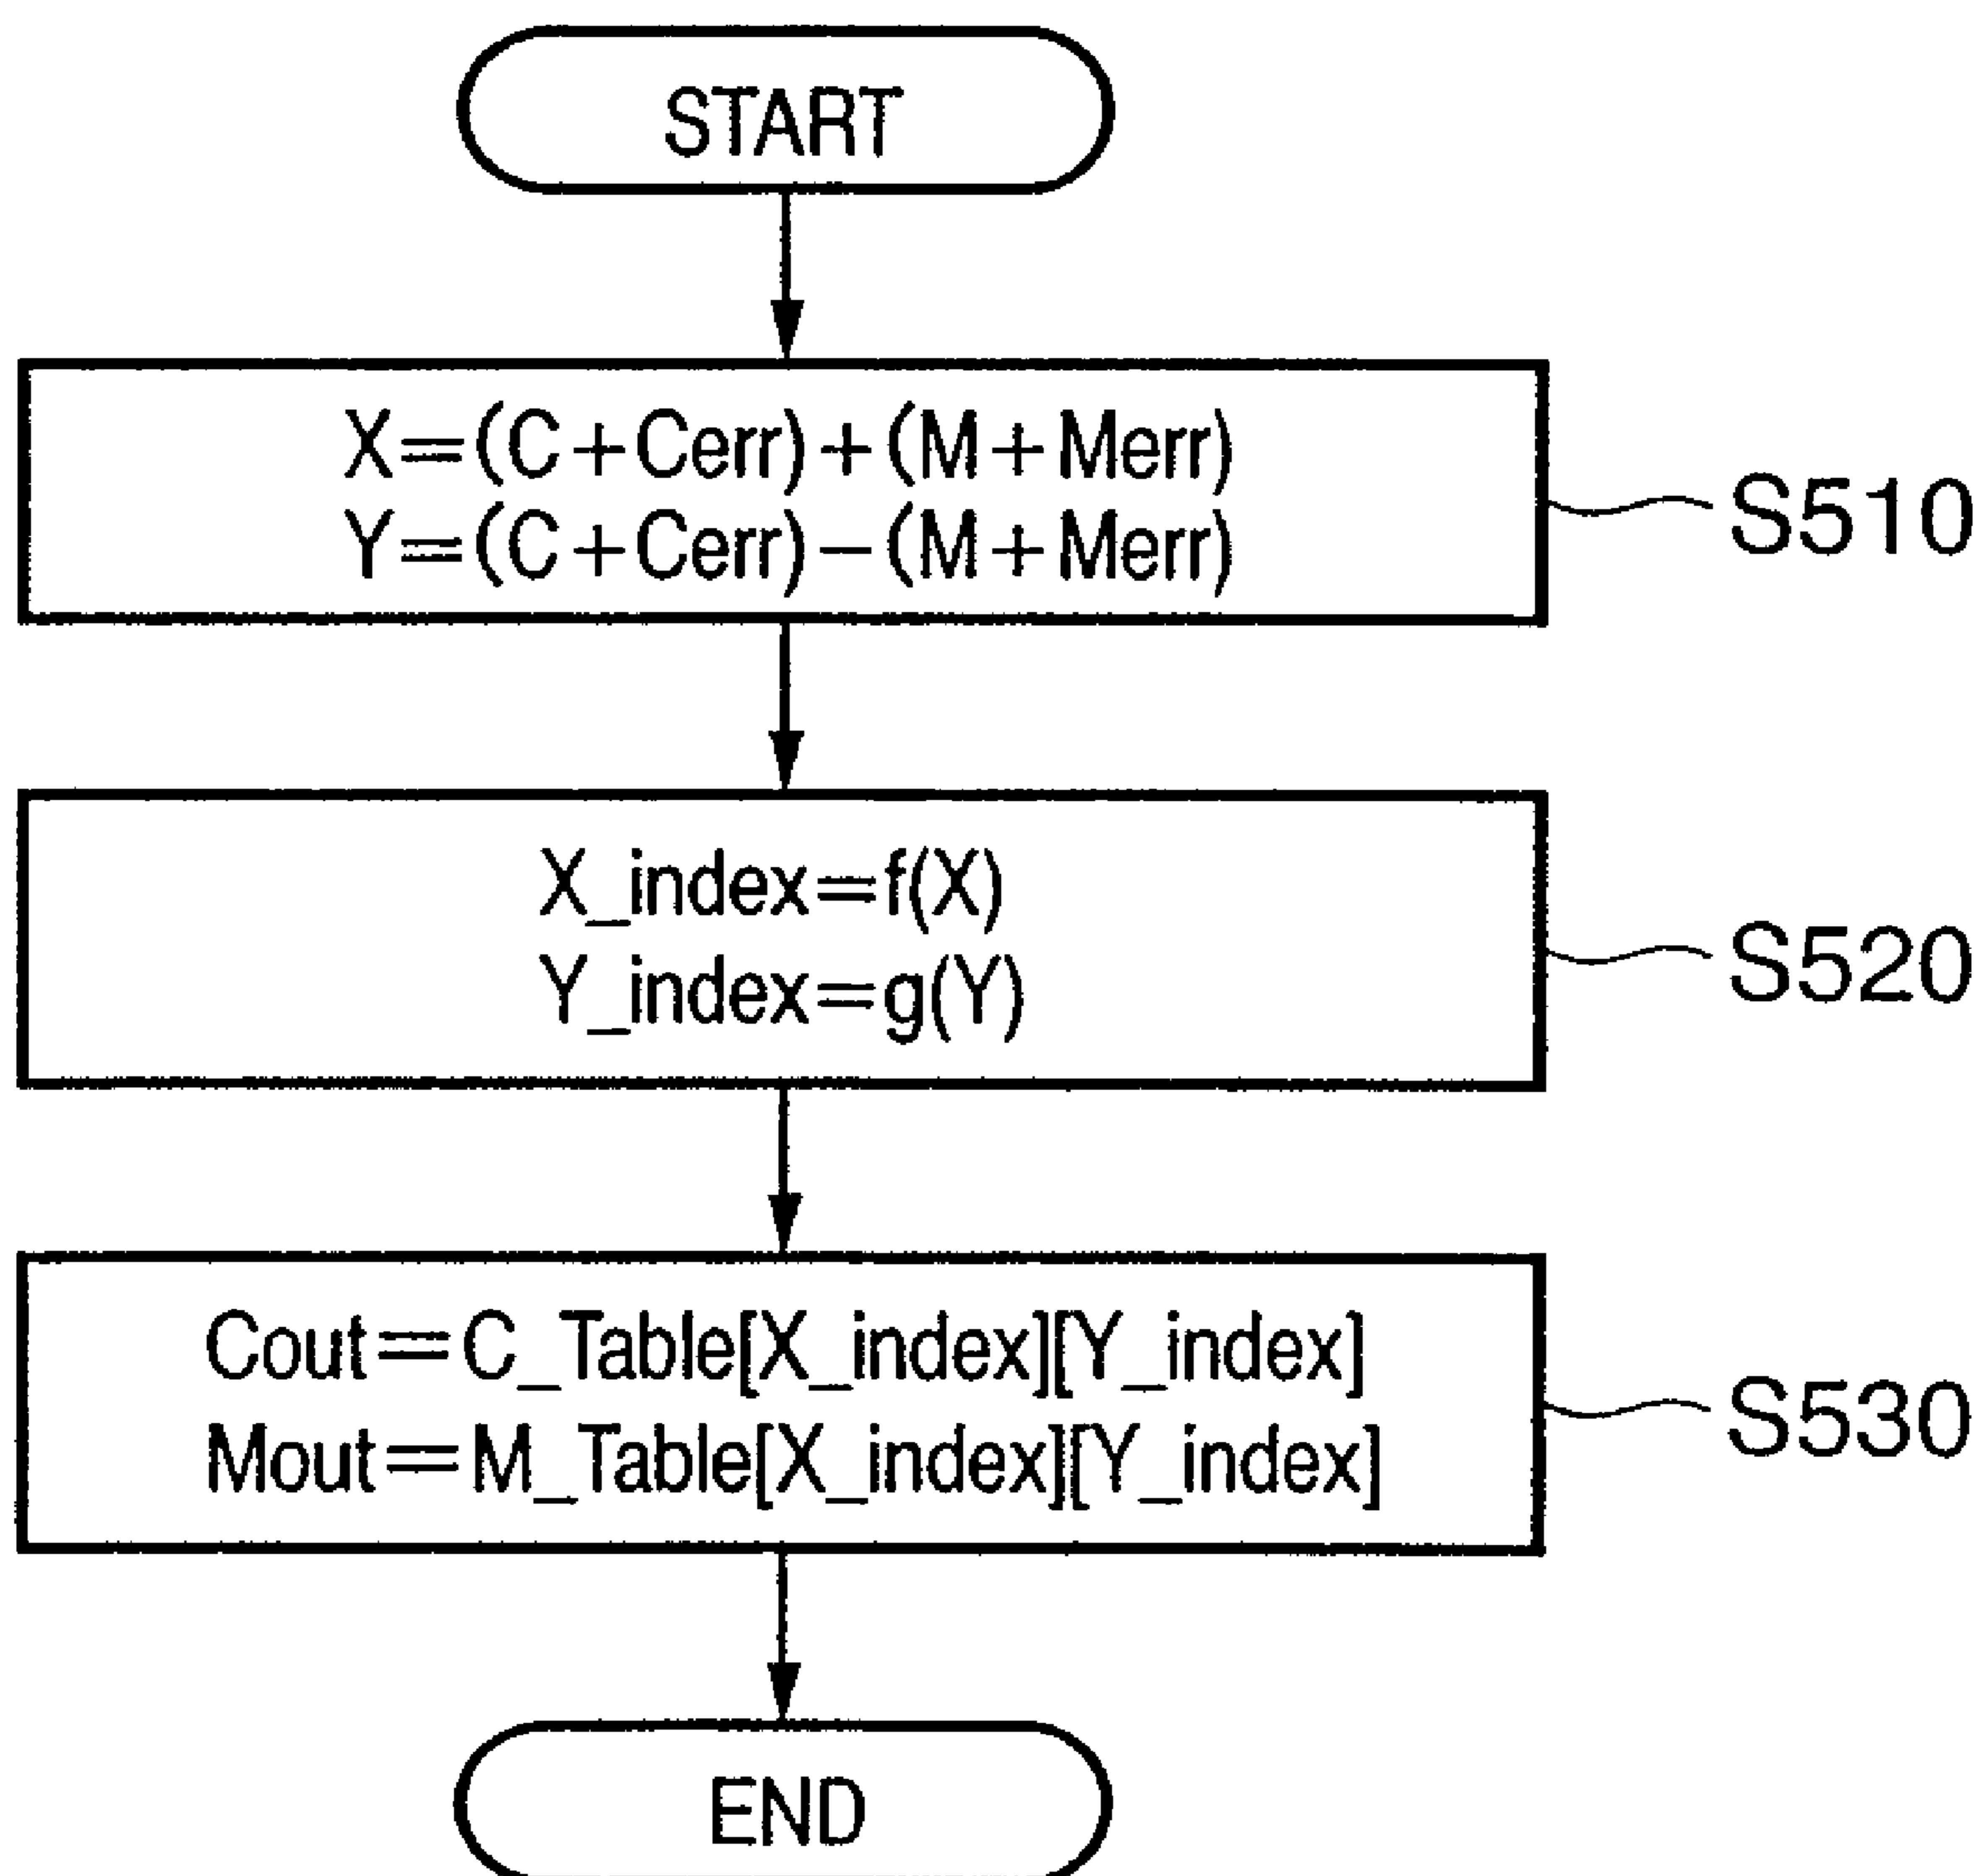 START
X=(C+Cerr)+(M+Merr)
Y=(C+Cerr)-(M+Merr)
S510
X_index=f(X)
Y_index=g(Y)
S520
Cout=C_Table[X_index][Y_index]
Mout=M_Table[X_index][Y_index]
S530
END